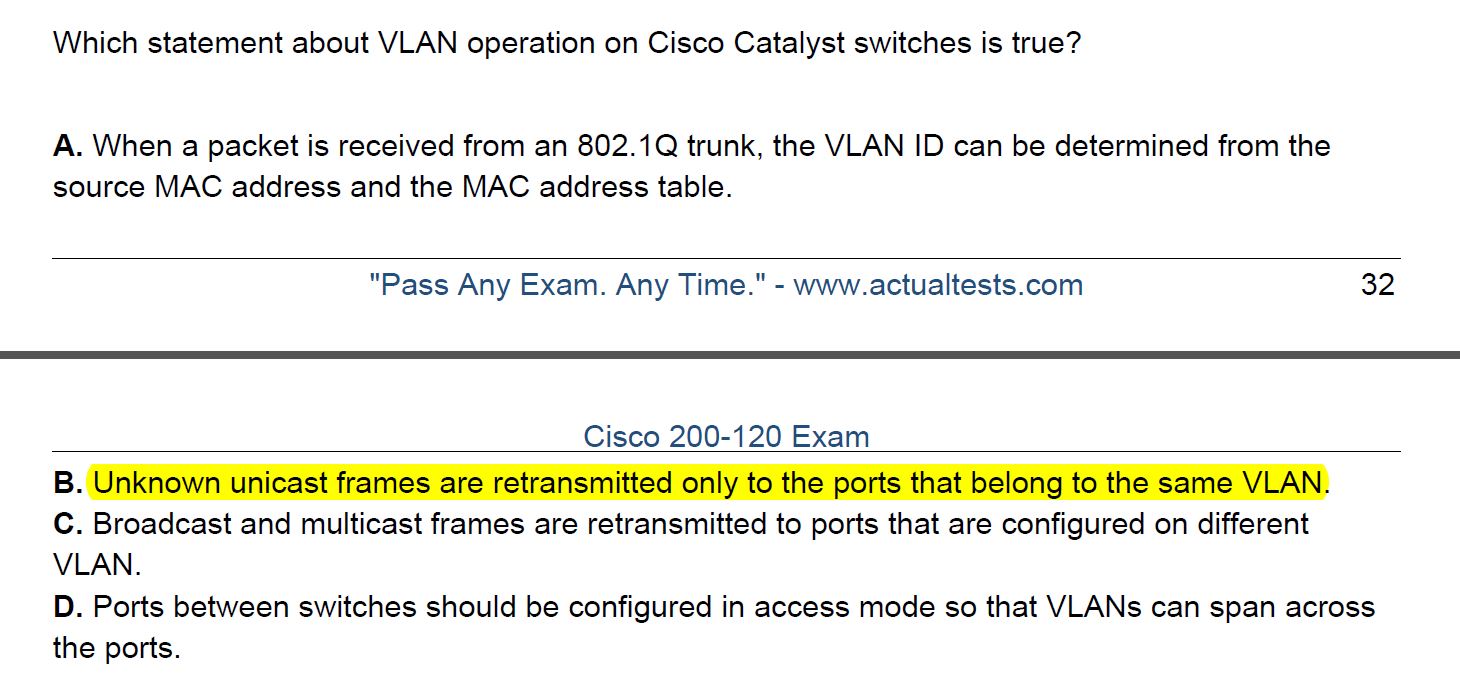 Which statement about VLAN operation on Cisco Catalyst switches is true?
A. When a packet is received from an 802.1Q trunk, the VLAN ID can be determined from the
source MAC address and the MAC address table.
"Pass Any Exam. Any Time." - www.actualtests.com 32
Cisco 200-120 Exam
B. Unknown unicast frames are retransmitted only to the ports that belong to the same VLAN.
C. Broadcast and multicast frames are retransmitted to ports that are configured on different
VLAN.
D. Ports between switches should be configured in access mode so that VLANs can span across
the ports.